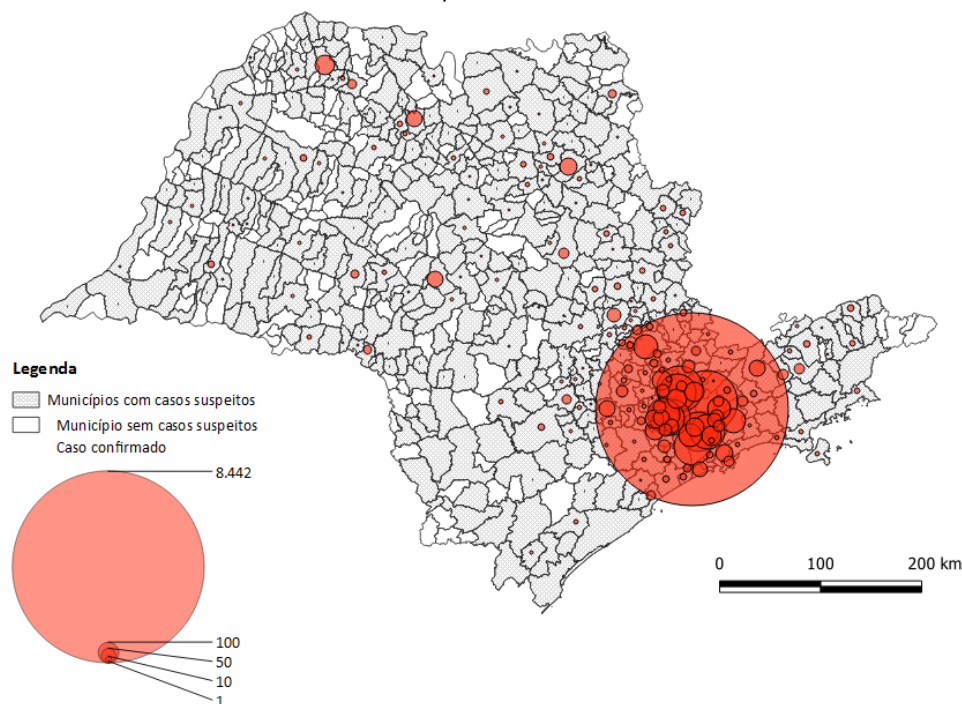 Legenda
Municípios com casos suspeitos
Município sem casos suspeitos
Caso confirmado
8.442
100
50
10
1
0 100 200 km